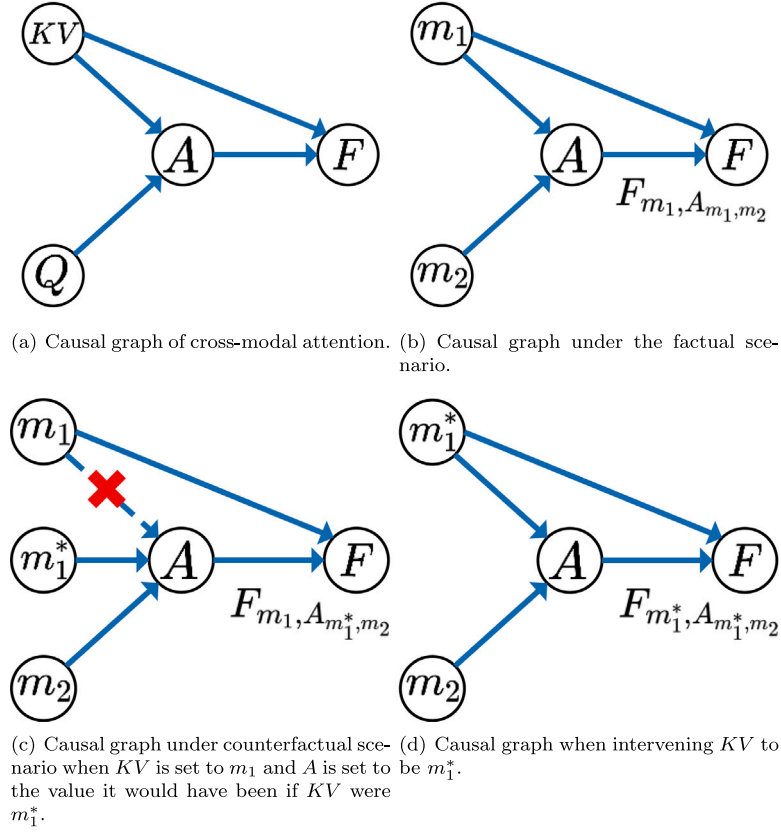 KV
A
F
Q
(a) Causal graph of cross-modal attention.
m₁
A
F
F_{m₁,A_{m₁,m₂}}
m₂
(b) Causal graph under the factual sce-
nario.
m₁
m₁*
A
F
F_{m₁,A_{m₁*,m₂}}
m₂
(c) Causal graph under counterfactual sce-
nario when KV is set to m₁ and A is set to
the value it would have been if KV were
m₁*.
m₁*
A
F
F_{m₁*,A_{m₁*,m₂}}
m₂
(d) Causal graph when intervening KV to
be m₁*.